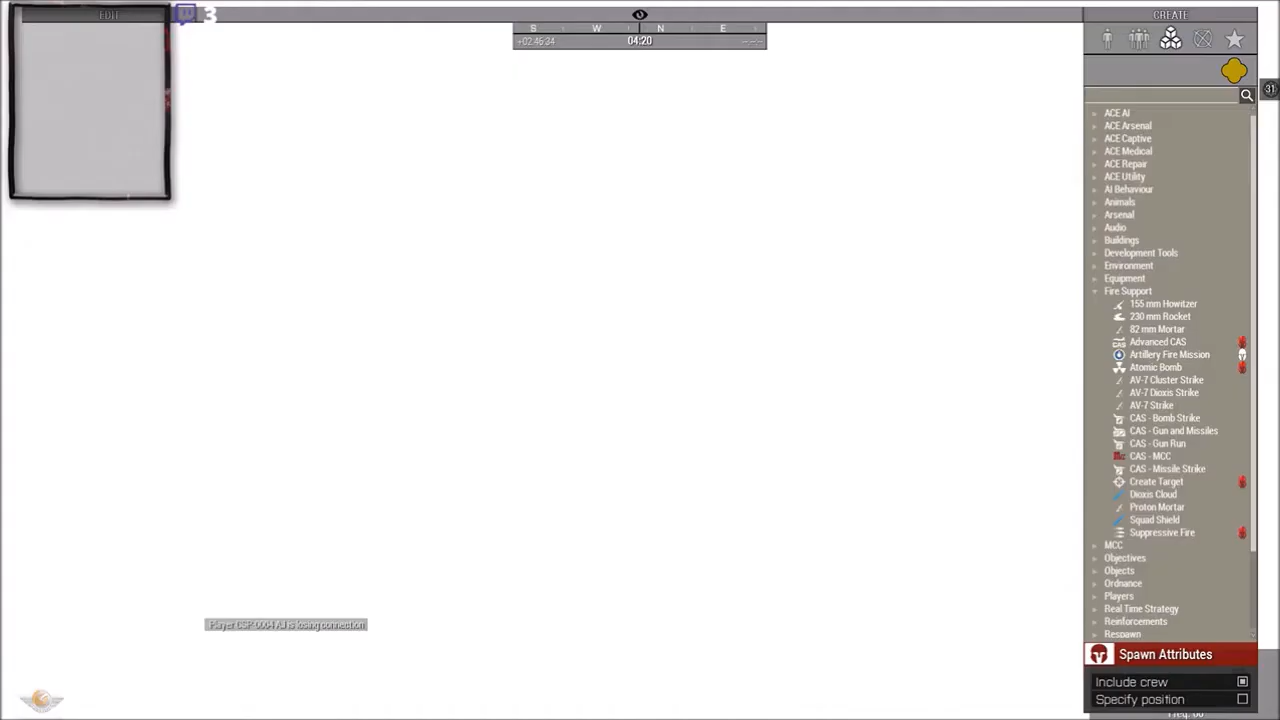 EDIT
3
CREATE
S W N E
+02:46:34 04:20 ---
31
ACE AI
ACE Arsenal
ACE Captive
ACE Medical
ACE Repair
ACE Utility
AI Behaviour
Animals
Arsenal
Audio
Buildings
Development Tools
Environment
Equipment
Fire Support
155 mm Howitzer
230 mm Rocket
82 mm Mortar
Advanced CAS
Artillery Fire Mission
Atomic Bomb
AV-7 Cluster Strike
AV-7 Dioxis Strike
AV-7 Strike
CAS - Bomb Strike
CAS - Gun and Missiles
CAS - Gun Run
CAS - MCC
CAS - Missile Strike
Create Target
Dioxis Cloud
Proton Mortar
Squad Shield
Suppressive Fire
MCC
Objectives
Objects
Ordnance
Players
Real Time Strategy
Reinforcements
Respawn
Player CSP-0004 AJ is losing connection
Spawn Attributes
Include crew
Specify position